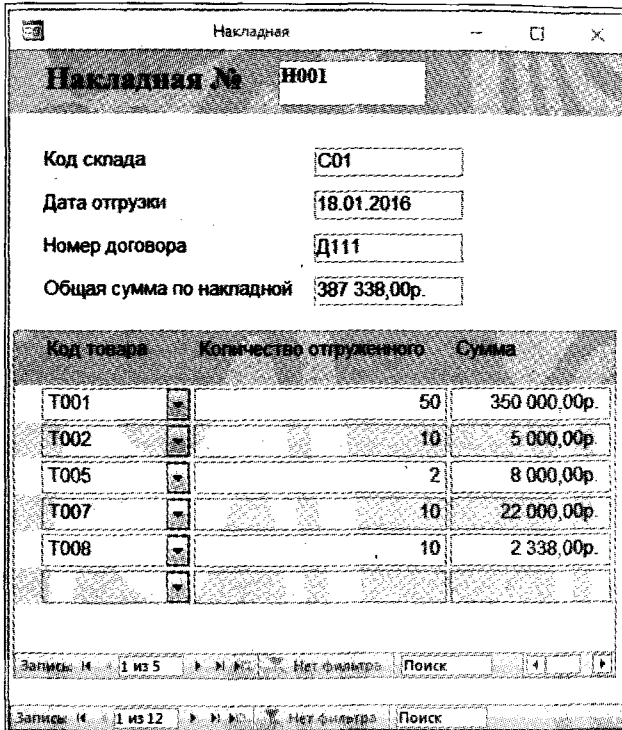 Накладная
Накладная № Н001
Код склада С01
Дата отгрузки 18.01.2016
Номер договора Д111
Общая сумма по накладной 387 338,00р.
Код товара Количество отгруженного Сумма
Т001 50 350 000,00р.
Т002 10 5 000,00р.
Т005 2 8 000,00р.
Т007 10 22 000,00р.
Т008 10 2 338,00р.
Запись: 1 из 5 Нет фильтра Поиск
Запись: 1 из 12 Нет фильтра Поиск